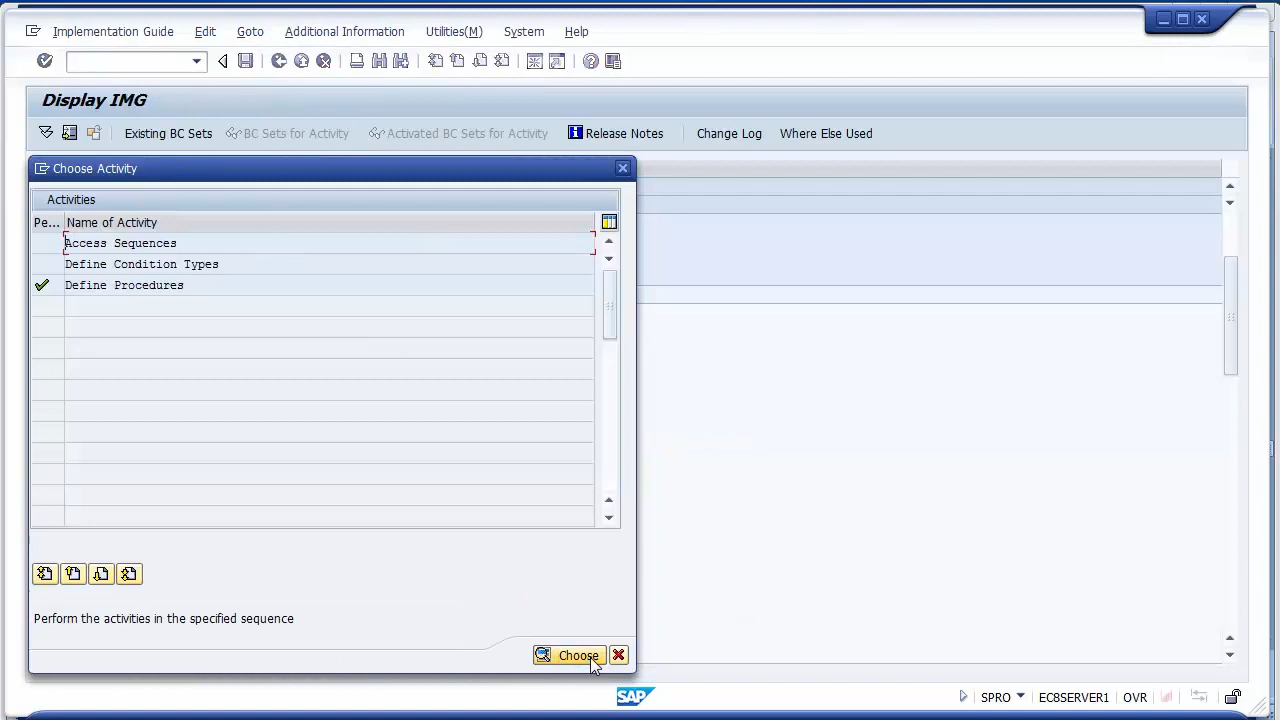 Implementation Guide Edit Goto Additional Information Utilities(M) System Help
Display IMG
Existing BC Sets BC Sets for Activity Activated BC Sets for Activity Release Notes Change Log Where Else Used
Choose Activity
Activities
Pe... Name of Activity
Access Sequences
Define Condition Types
Define Procedures
Perform the activities in the specified sequence
Choose
SAP SPRO ECSSERVER1 OVR